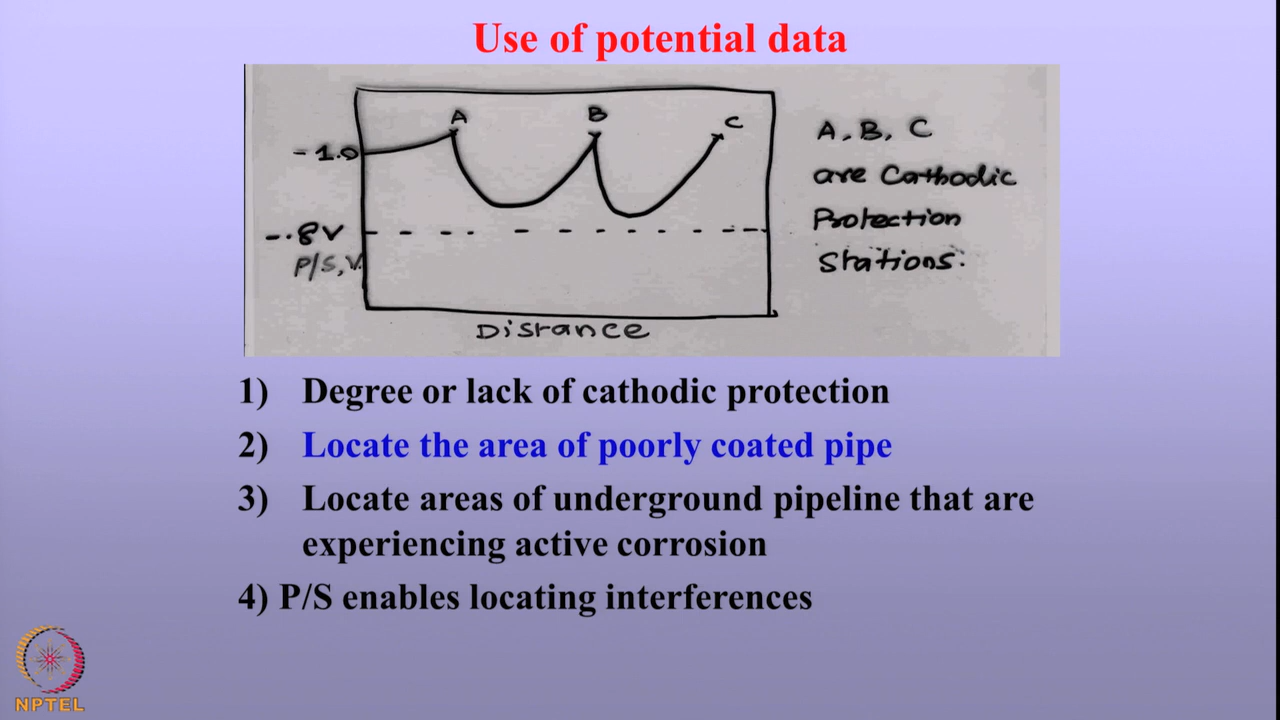 Use of potential data
A B C
- 1.0
-.8V
P/S, V.
Distance
A, B, C
are Cathodic
Protection
Stations.
1) Degree or lack of cathodic protection
2) Locate the area of poorly coated pipe
3) Locate areas of underground pipeline that are
experiencing active corrosion
4) P/S enables locating interferences
NPTEL